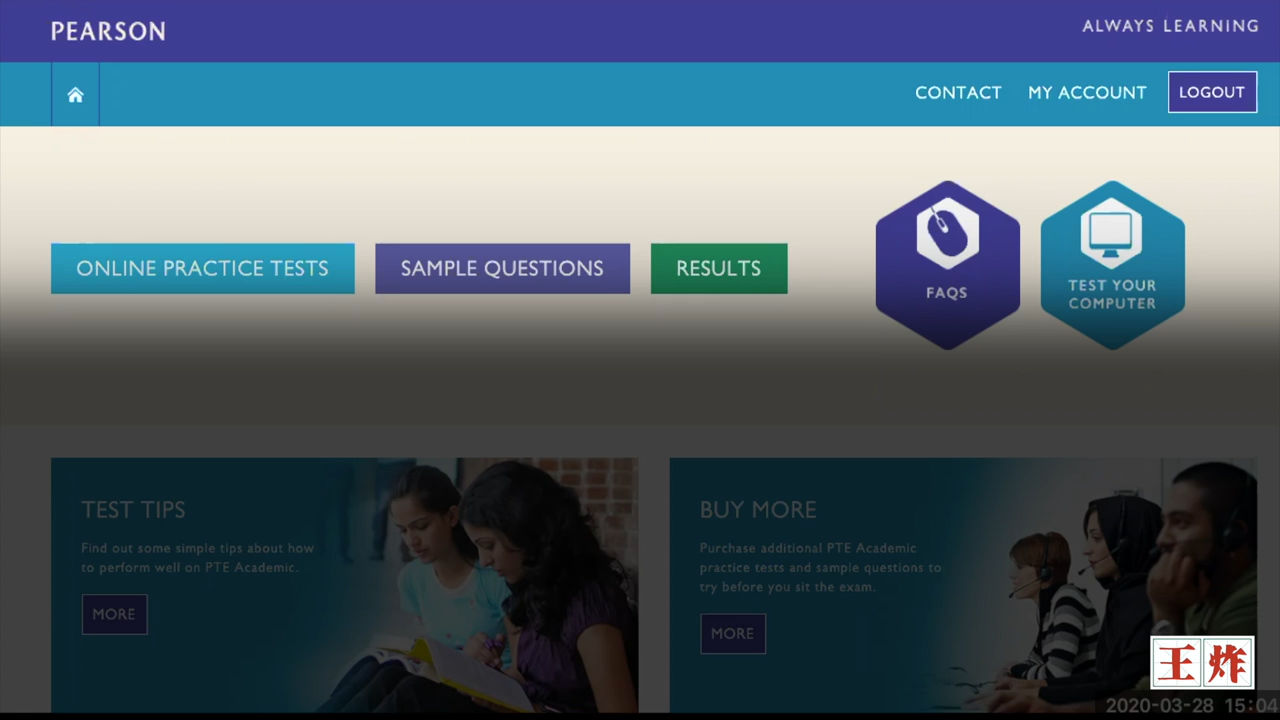 PEARSON
ALWAYS LEARNING
CONTACT
MY ACCOUNT
LOGOUT
ONLINE PRACTICE TESTS
SAMPLE QUESTIONS
RESULTS
FAQS
TEST YOUR
COMPUTER
TEST TIPS
Find out some simple tips about how
to perform well on PTE Academic.
MORE
BUY MORE
Purchase additional PTE Academic
practice tests and sample questions to
try before you sit the exam.
MORE
王炸
2020-03-28 15:04